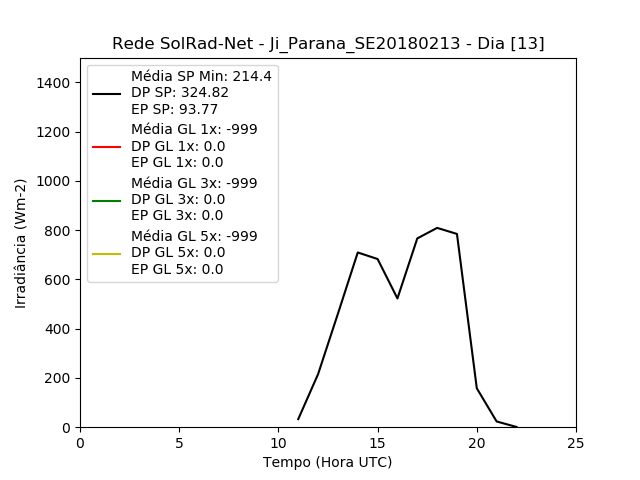 Rede SolRad-Net - Ji_Parana_SE20180213 - Dia [13]
Média SP Min: 214.4
DP SP: 324.82
EP SP: 93.77
Média GL 1x: -999
DP GL 1x: 0.0
EP GL 1x: 0.0
Média GL 3x: -999
DP GL 3x: 0.0
EP GL 3x: 0.0
Média GL 5x: -999
DP GL 5x: 0.0
EP GL 5x: 0.0
Irradiância (Wm-2)
1400
1200
1000
800
600
400
200
0
0 5 10 15 20 25
Tempo (Hora UTC)